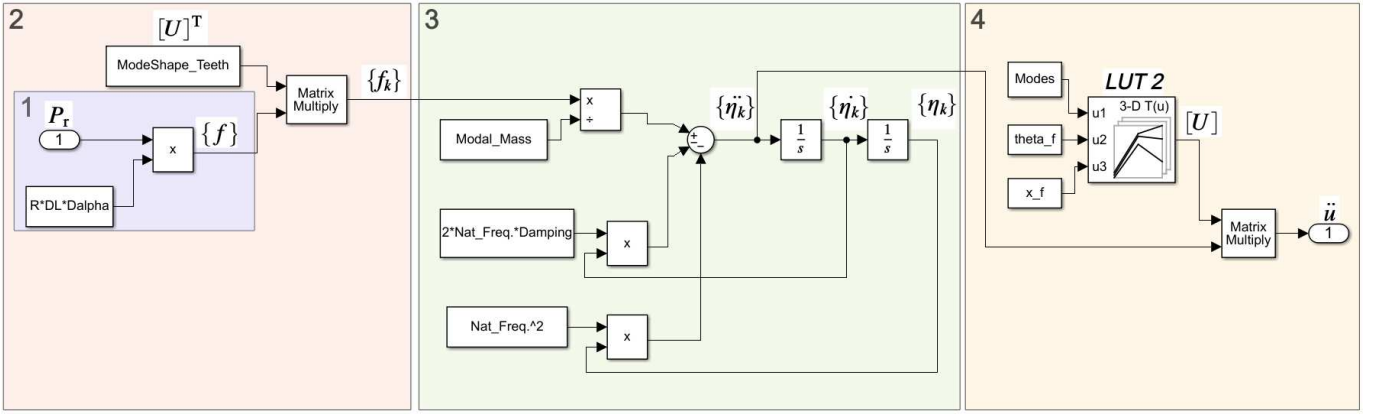 2
[U]ᵀ
ModeShape_Teeth
Matrix
Multiply
{fₖ}
1
Pᵣ
1
x
{f}
R*DL*Dalpha
3
x
÷
Modal_Mass
+
−
−
{η̈ₖ}
1
s
{η̇ₖ}
1
s
{ηₖ}
2*Nat_Freq.*Damping
x
Nat_Freq.^2
x
4
Modes
theta_f
x_f
LUT 2
3-D T(u)
u1
u2
u3
[U]
Matrix
Multiply
ü
1